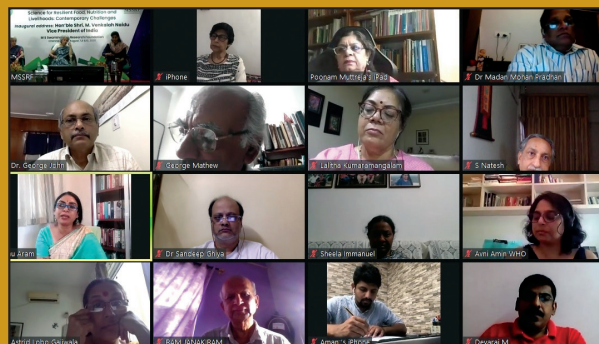 Science for Resilient Food, Nutrition and
Livelihoods: Contemporary Challenges
Inaugural address: Hon'ble Shri. M. Venkaiah Naidu
Vice President of India
MSSRF
iPhone
Poonam Muttreja's iPad
Dr Madan Mohan Pradhan
Dr. George John
George Mathew
Lalitha Kumaramangalam
S Natesh
u Aram
Dr Sandeep Ghiya
Sheela Immanuel
Avni Amin WHO
Astrid Lobo Gajiwala
RAM JANAKIRAM
Aman's iPhone
Devaraj M